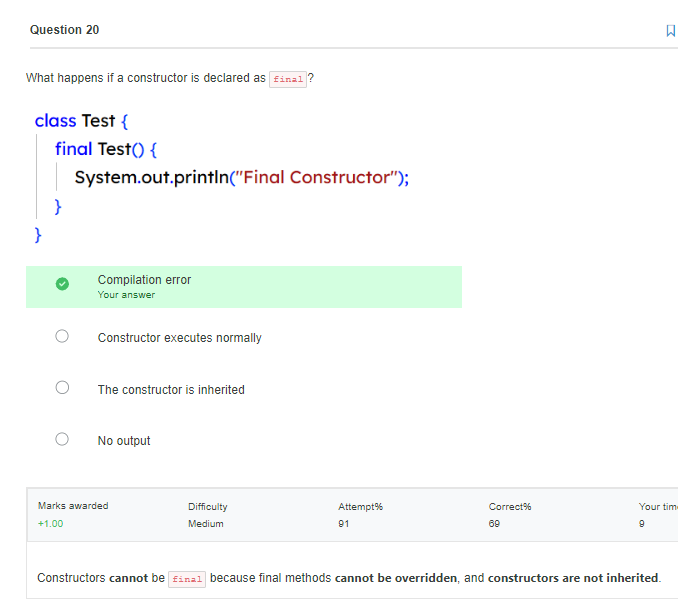 Question 20
What happens if a constructor is declared as final?
class Test {
final Test() {
System.out.println("Final Constructor");
}
}
Compilation error
Your answer
Constructor executes normally
The constructor is inherited
No output
Marks awarded Difficulty Attempt% Correct% Your tim
+1.00 Medium 91 69 9
Constructors cannot be final because final methods cannot be overridden, and constructors are not inherited.